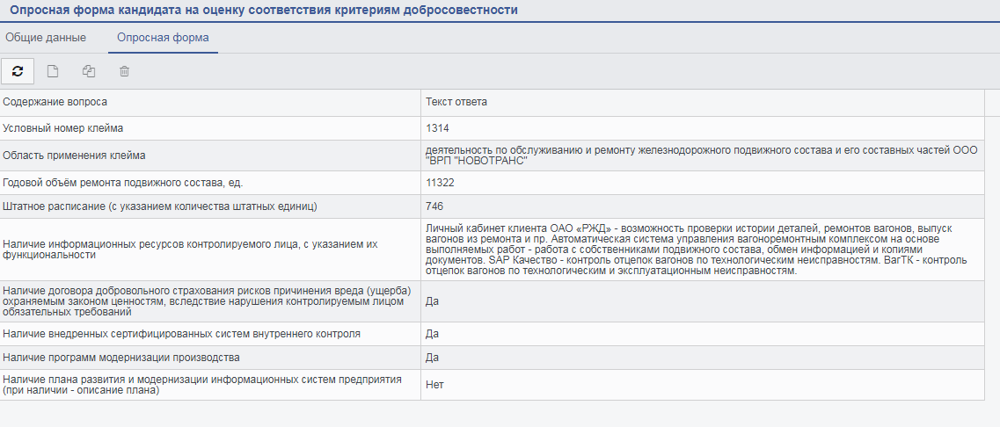 Опросная форма кандидата на оценку соответствия критериям добросовестности
Общие данные
Опросная форма
Содержание вопроса
Текст ответа
Условный номер клейма
1314
Область применения клейма
деятельность по обслуживанию и ремонту железнодорожного подвижного состава и его составных частей ООО
"ВРП "НОВОТРАНС"
Годовой объём ремонта подвижного состава, ед.
11322
Штатное расписание (с указанием количества штатных единиц)
746
Наличие информационных ресурсов контролируемого лица, с указанием их
функциональности
Личный кабинет клиента ОАО «РЖД» - возможность проверки истории деталей, ремонтов вагонов, выпуск
вагонов из ремонта и пр. Автоматическая система управления вагоноремонтным комплексом на основе
выполняемых работ - работа с собственниками подвижного состава, обмен информацией и копиями
документов. SAP Качество - контроль отцепок вагонов по технологическим неисправностям. ВагТК - контроль
отцепок вагонов по технологическим и эксплуатационным неисправностям.
Наличие договора добровольного страхования рисков причинения вреда (ущерба)
охраняемым законом ценностям, вследствие нарушения контролируемым лицом
обязательных требований
Да
Наличие внедренных сертифицированных систем внутреннего контроля
Да
Наличие программ модернизации производства
Да
Наличие плана развития и модернизации информационных систем предприятия
(при наличии - описание плана)
Нет